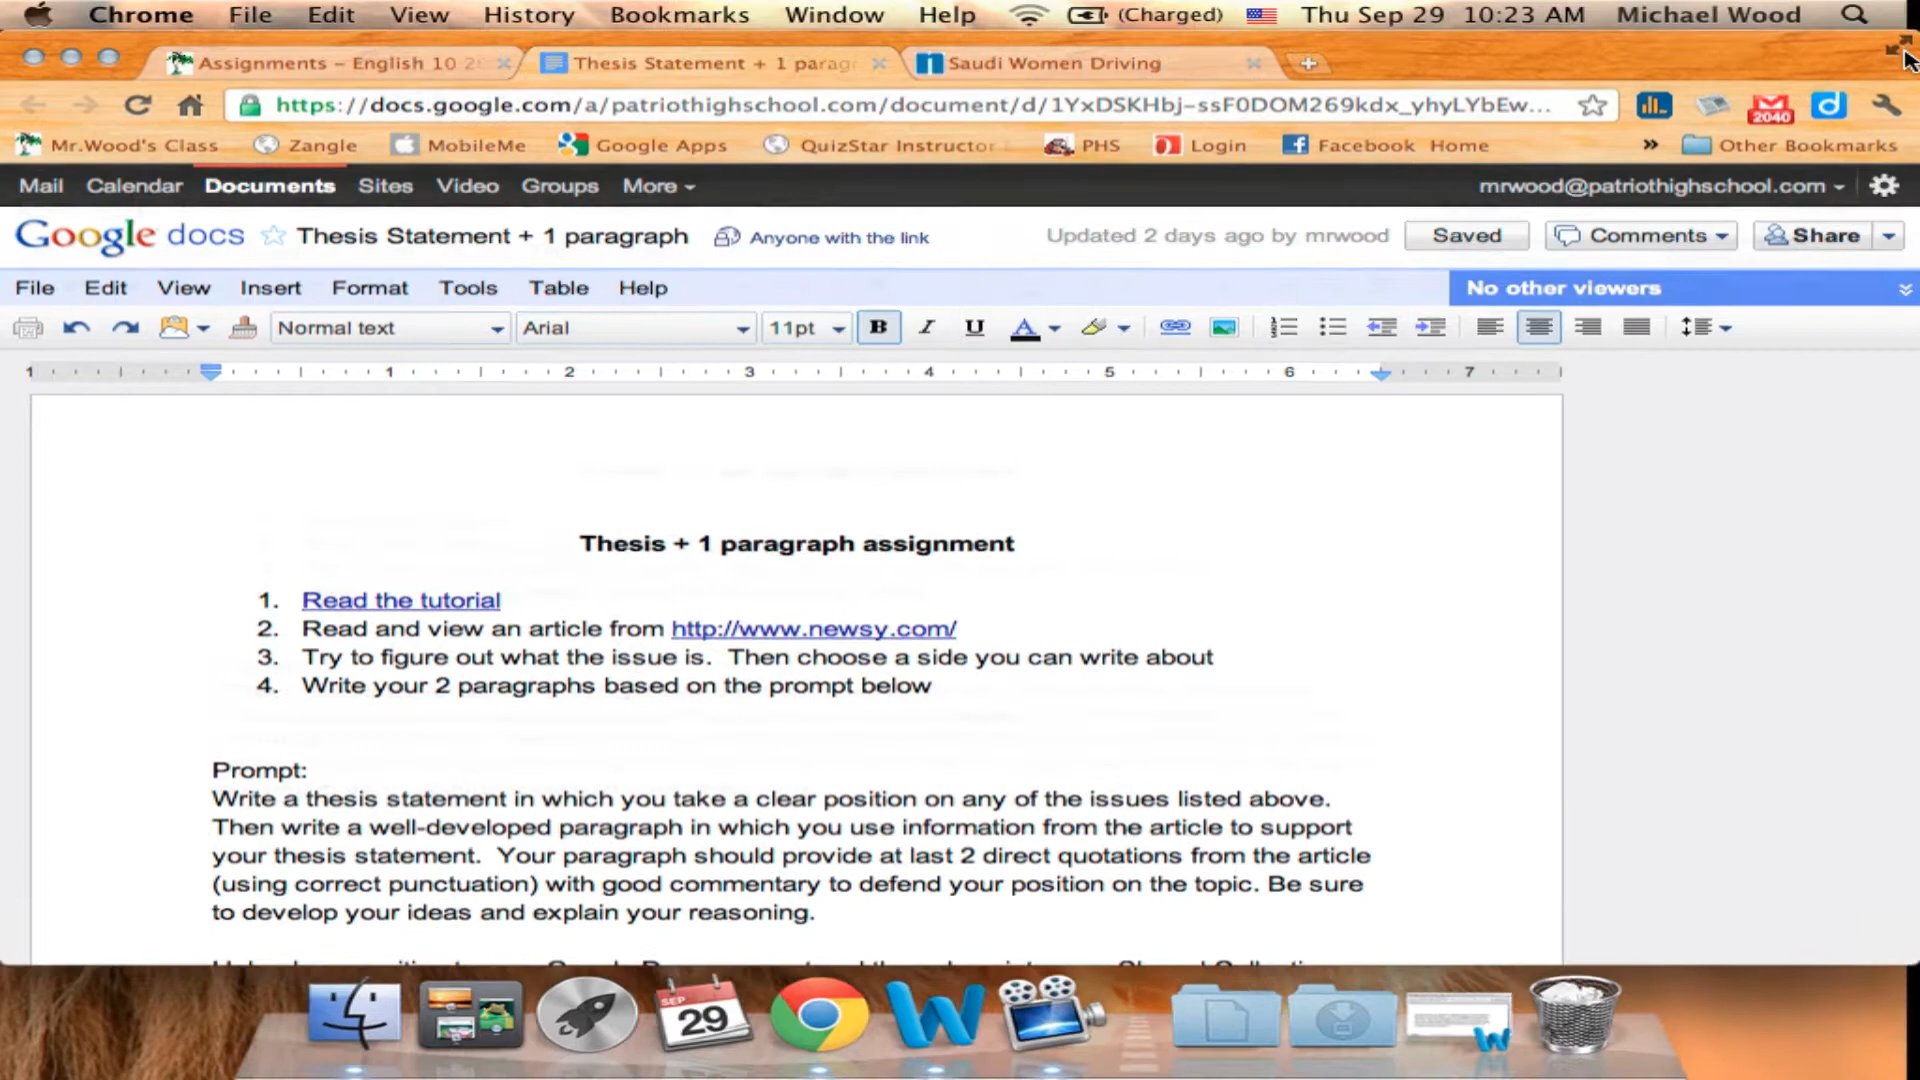 Chrome File Edit View History Bookmarks Window Help (Charged) Thu Sep 29 10:23 AM Michael Wood
Assignments – English 10 Thesis Statement + 1 paragr Saudi Women Driving
https://docs.google.com/a/patriothighschool.com/document/d/1YxDSKHbj-ssF0DOM269kdx_yhyLYbEw... 2040
Mr.Wood's Class Zangle MobileMe Google Apps QuizStar Instructor PHS Login Facebook Home » Other Bookmarks
Mail Calendar Documents Sites Video Groups More mrwood@patriothighschool.com
Google docs Thesis Statement + 1 paragraph Anyone with the link Updated 2 days ago by mrwood Saved Comments Share
File Edit View Insert Format Tools Table Help No other viewers
Normal text Arial 11pt B I U A
1 1 2 3 4 5 6 7
Thesis + 1 paragraph assignment
1. Read the tutorial
2. Read and view an article from http://www.newsy.com/
3. Try to figure out what the issue is. Then choose a side you can write about
4. Write your 2 paragraphs based on the prompt below
Prompt:
Write a thesis statement in which you take a clear position on any of the issues listed above.
Then write a well-developed paragraph in which you use information from the article to support
your thesis statement. Your paragraph should provide at last 2 direct quotations from the article
(using correct punctuation) with good commentary to defend your position on the topic. Be sure
to develop your ideas and explain your reasoning.
SEP
29